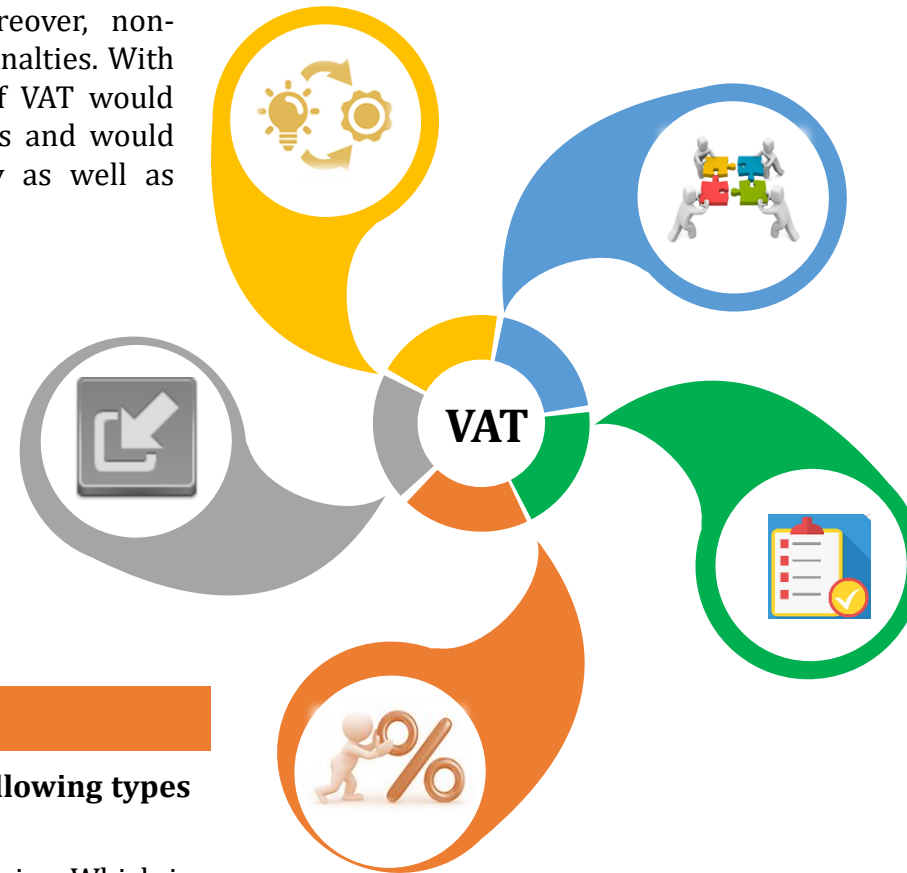 reover, non-
nalties. With
f VAT would
s and would
y as well as
VAT
llowing types